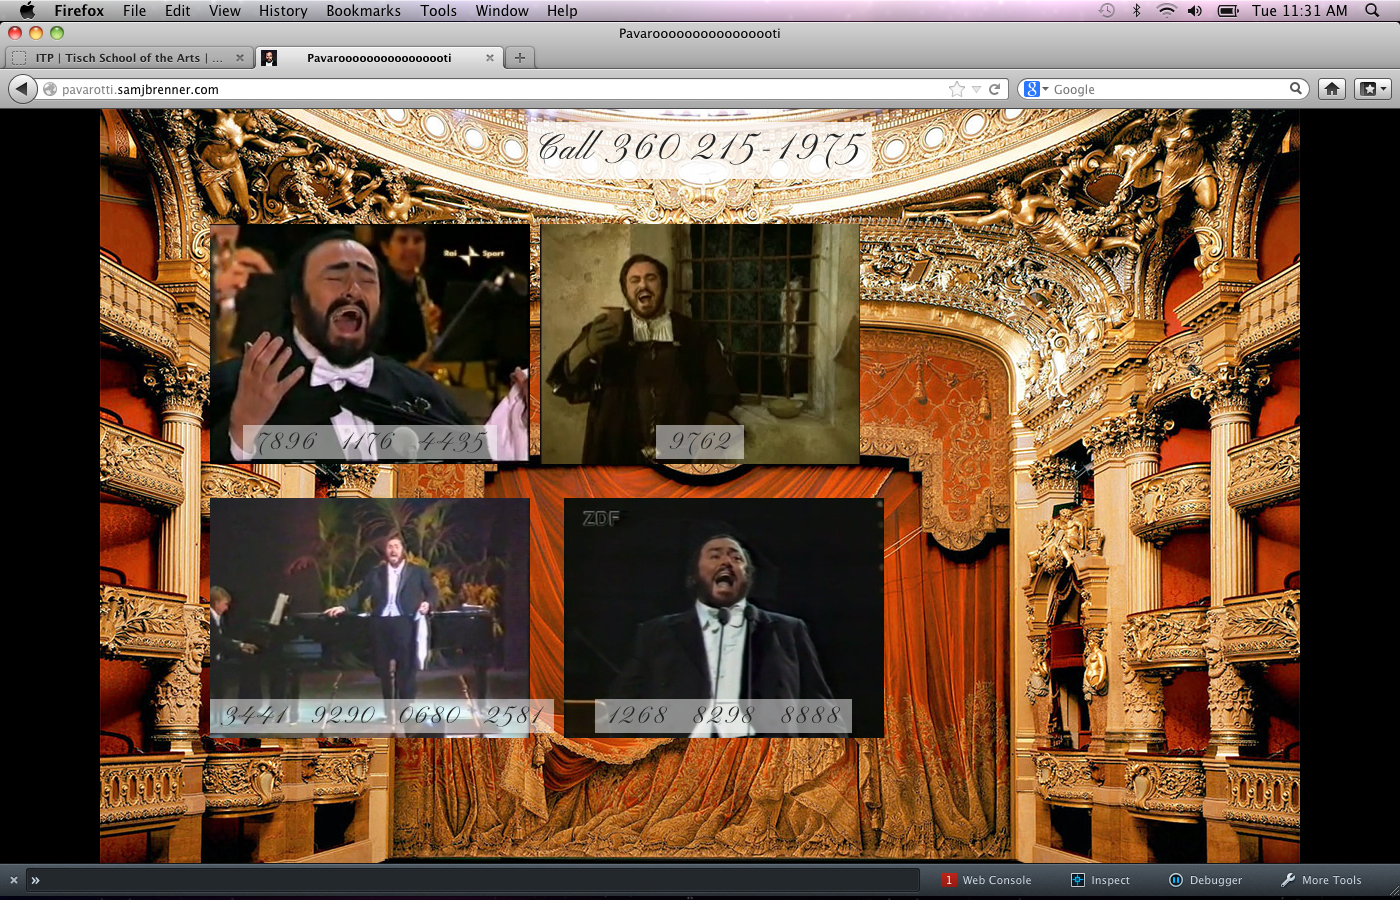 Firefox File Edit View History Bookmarks Tools Window Help Tue 11:31 AM
Pavaroooooooooooooooti
ITP | Tisch School of the Arts | ... Pavaroooooooooooooooti
pavarotti.samjbrenner.com Google
Call 360 215-1975
Rai Sport
7896 1176 4435 9762
ZDF
3441 9290 0680 2581 1268 8298 8888
» 1 Web Console Inspect Debugger More Tools